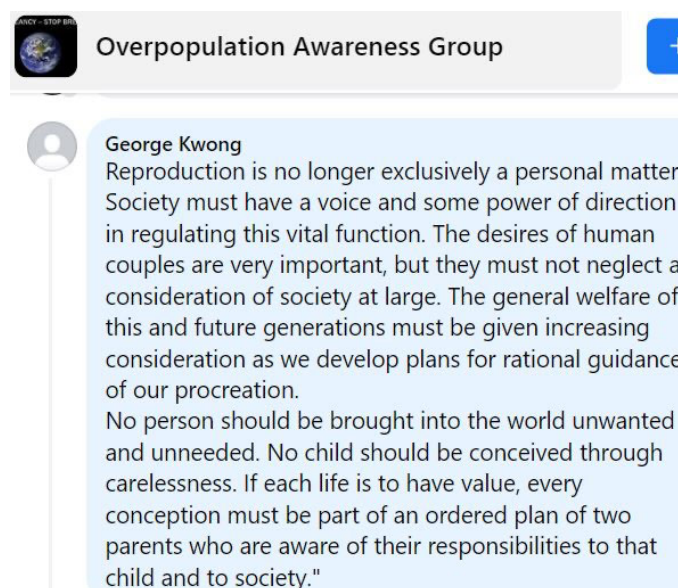 ANCY – STOP BRE
Overpopulation Awareness Group
+
George Kwong
Reproduction is no longer exclusively a personal matter
Society must have a voice and some power of direction
in regulating this vital function. The desires of human
couples are very important, but they must not neglect a
consideration of society at large. The general welfare of
this and future generations must be given increasing
consideration as we develop plans for rational guidance
of our procreation.
No person should be brought into the world unwanted
and unneeded. No child should be conceived through
carelessness. If each life is to have value, every
conception must be part of an ordered plan of two
parents who are aware of their responsibilities to that
child and to society."